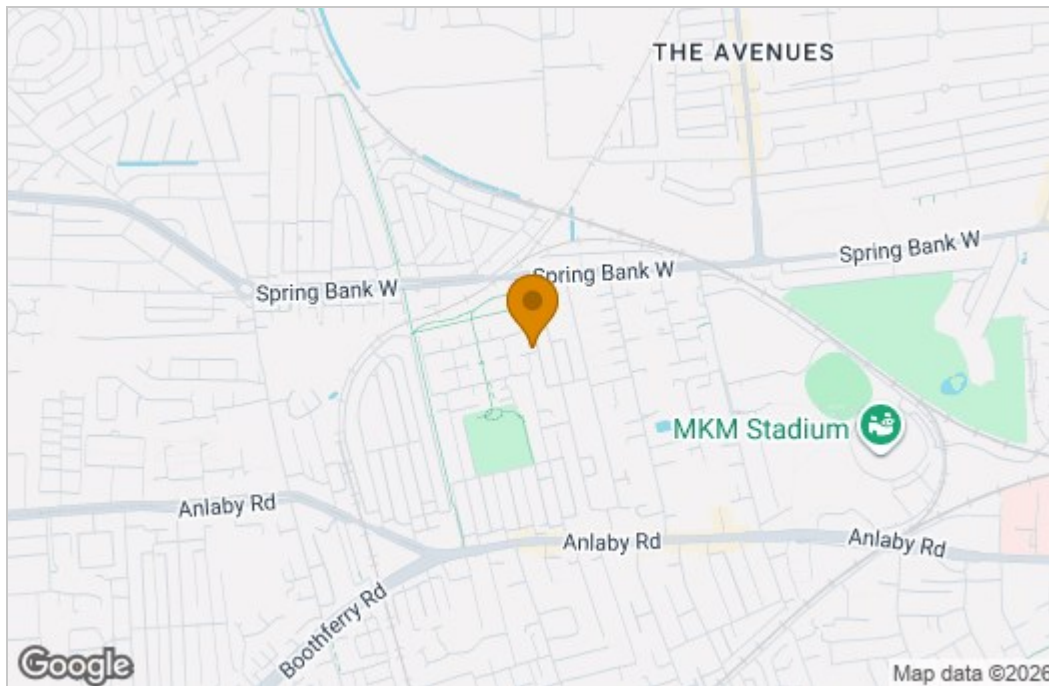 THE AVENUES
Spring Bank W
Spring Bank W
Spring Bank W
MKM Stadium
Anlaby Rd
Anlaby Rd
Anlaby Rd
Boothferry Rd
Google
Map data ©2026